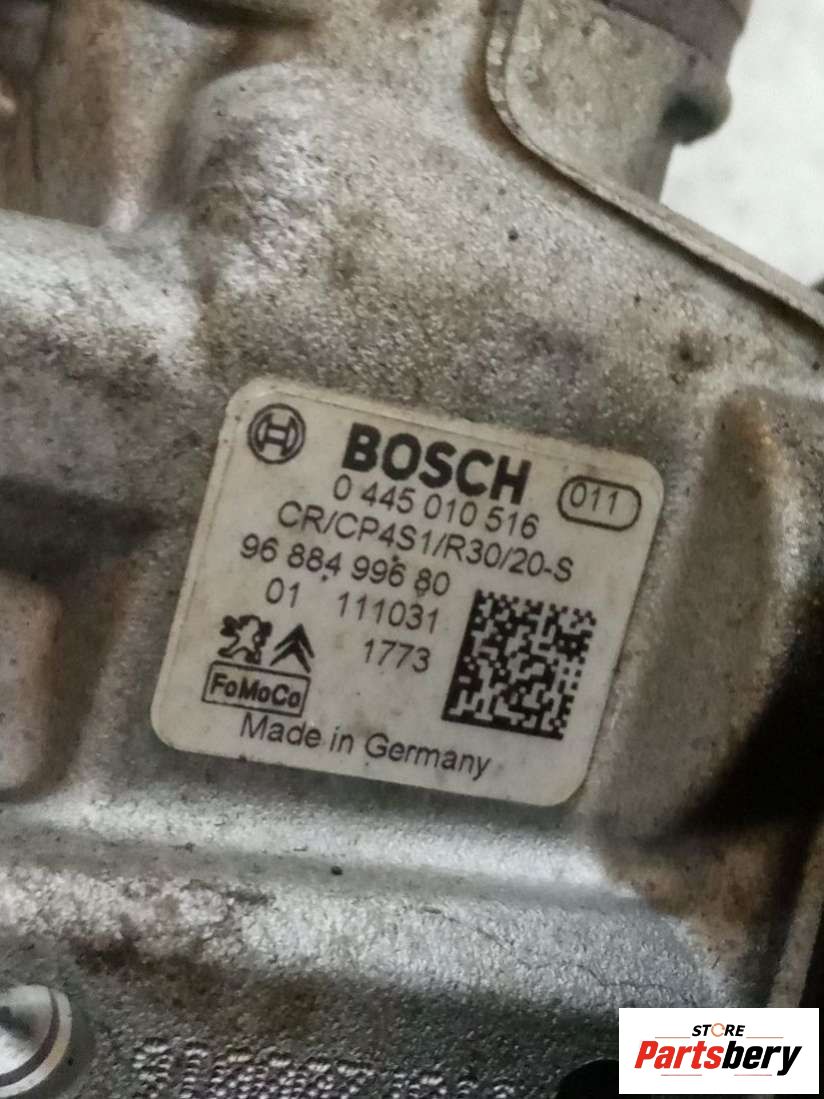 BOSCH
0 445 010 516 011
CR/CP4S1/R30/20-S
96 884 996 80
01 111031
1773
FoMoCo
Made in Germany
STORE
Partsbery